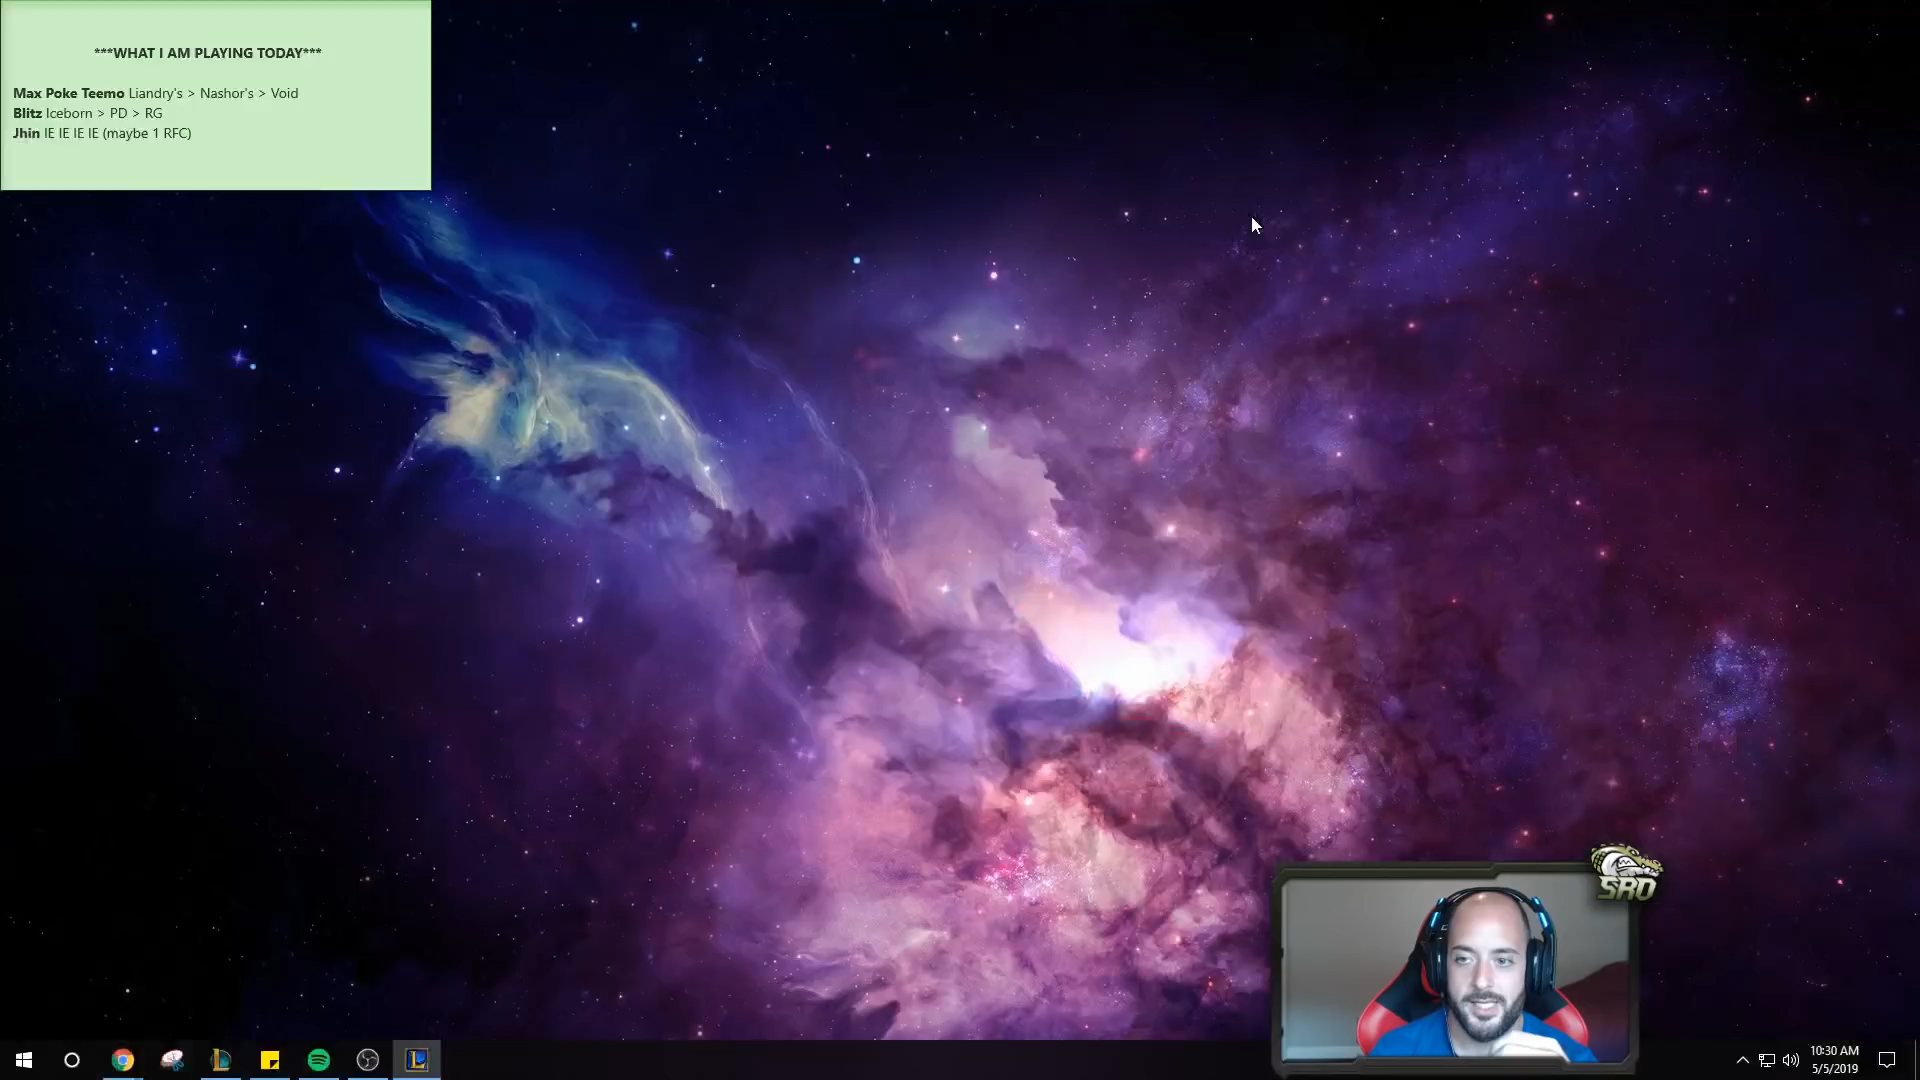 ***WHAT I AM PLAYING TODAY***
Max Poke Teemo Liandry's > Nashor's > Void
Blitz Iceborn > PD > RG
Jhin IE IE IE IE (maybe 1 RFC)
SRO
10:30 AM
5/5/2019